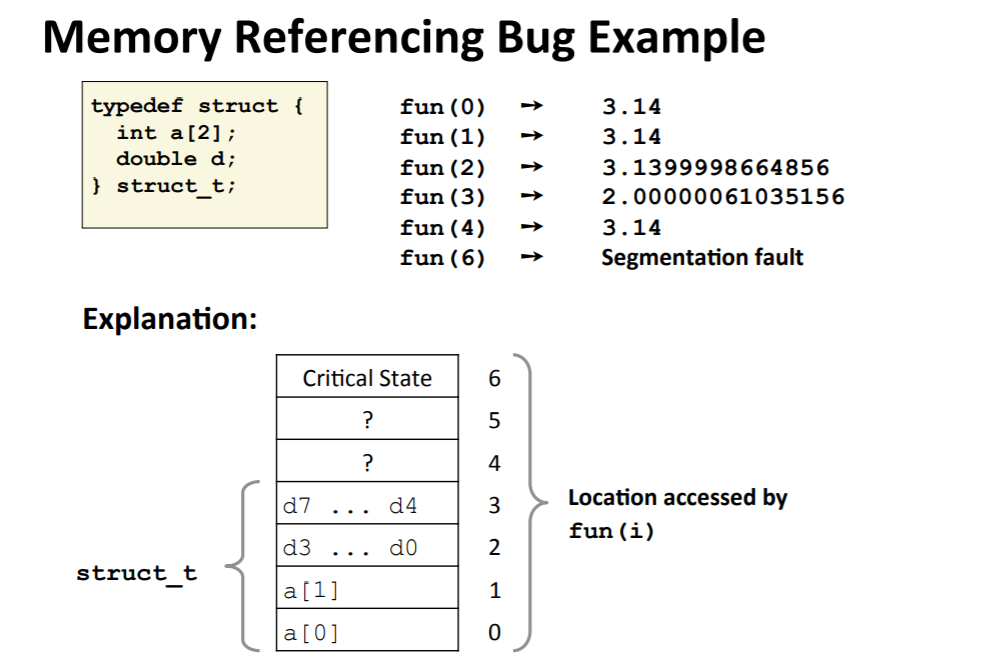 Memory Referencing Bug Example
typedef struct {
int a[2];
double d;
} struct_t;
fun(0) → 3.14
fun(1) → 3.14
fun(2) → 3.1399998664856
fun(3) → 2.00000061035156
fun(4) → 3.14
fun(6) → Segmentation fault
Explanation:
Critical State 6
? 5
? 4
d7 ... d4 3
d3 ... d0 2
a[1] 1
a[0] 0
Location accessed by
fun(i)
struct_t